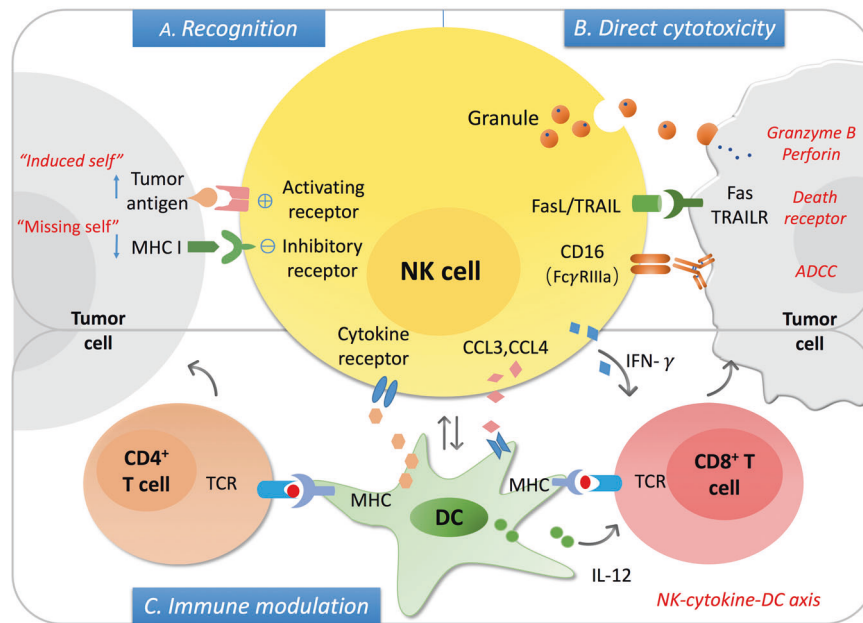 A. Recognition
B. Direct cytotoxicity
"Induced self"
Tumor
antigen
"Missing self"
MHC I
Activating
receptor
Inhibitory
receptor
Tumor
cell
NK cell
Granule
FasL/TRAIL
CD16
(FcγRIIIa)
Granzyme B
Perforin
Fas
TRAILR
Death
receptor
ADCC
Tumor
cell
Cytokine
receptor
CCL3,CCL4
IFN- γ
CD4⁺
T cell
TCR
MHC
DC
MHC
TCR
CD8⁺ T
cell
IL-12
C. Immune modulation
NK-cytokine-DC axis